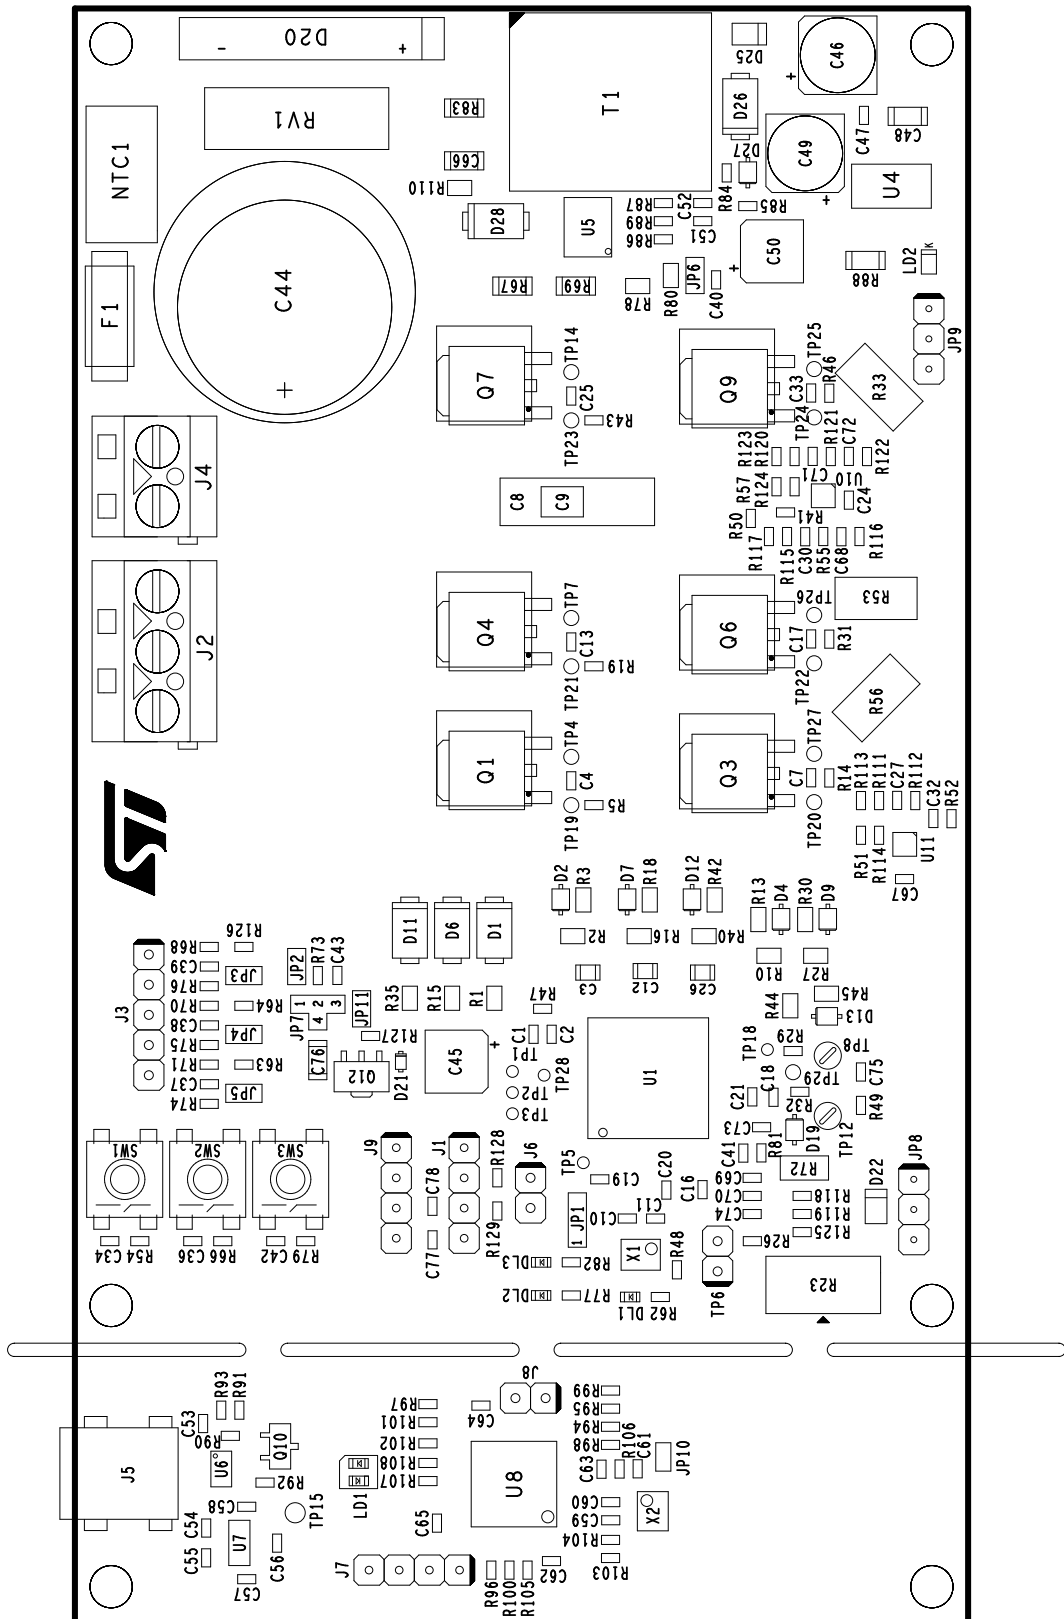 D20
- +
D25
C46
+
T1
D26
RV1
R83
C47
C48
NTC1
C66
D27
C49
+
R110
R84
U4
D28
U5
R87
R89
R86
C52
C51
R85
C50
+
LD2
K
R88
F1
C44
+
R67
R69
R78
R80
JP6
C40
JP9
Q7
TP14
C25
TP23
R43
Q9
TP25
C33
R46
TP24
R33
J4
C8
C9
R123
R120
R121
C72
R122
R57
R124
C71
U10
C24
R50
R41
R117
R115
C30
R55
C68
R116
J2
Q4
TP7
C13
TP21
R19
Q6
TP26
R53
C17
R31
TP22
R56
Q1
TP4
C4
TP19
R5
Q3
TP27
C7
R14
TP20
R113
R111
C27
R112
C32
R52
R51
R114
U11
C67
ST
D2
R3
D7
R18
D12
R42
R13
D4
R30
D9
D11
D6
D1
R2
R16
R40
R10
R27
R126
R68
C39
R76
R70
C38
R75
R71
C37
R74
J3
JP3
R64
JP4
R63
JP5
JP2
R73
C43
JP7
1 2 3
4
JP11
R127
C76
Q12
D21
R35
R15
R1
C3
C12
C26
R47
C1
C2
C45
+
TP1
TP2
TP3
TP28
U1
R44
R45
D13
TP18
R29
TP8
TP29
C75
C21
C18
R32
R49
C73
D19
TP12
C41
R81
R72
SW1
SW2
SW3
J9
J1
R128
J6
TP5
C19
C20
C16
C69
C70
C74
R118
R119
R125
D22
JP8
C78
C77
R129
JP1
1
C10
C11
X1
R48
R26
C34
R54
C36
R66
C42
R79
DL3
R82
DL2
R77
DL1
R62
TP6
R23
R93
R91
C53
R90
Q10
U6
R92
J5
C58
TP15
C54
C55
U7
C56
C57
R97
R101
R102
R108
R107
LD1
C65
C64
J8
U8
R99
R95
R94
R98
C63
R106
C61
JP10
C60
C59
X2
R104
R103
J7
R96
R100
R105
C62